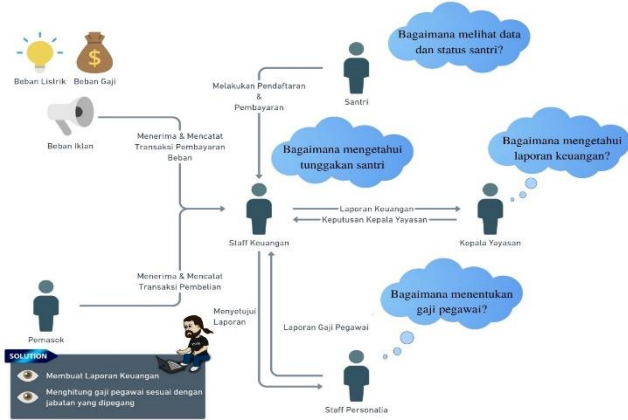 Bagaimana melihat data
dan status santri?
Beban Listrik
Beban Gaji
Melakukan Pendaftaran
&
Pembayaran
Santri
Beban Iklan
Menerima & Mencatat
Transaksi Pembayaran
Beban
Bagaimana mengetahui
tunggakan santri
Bagaimana mengetahui
laporan keuangan?
Laporan Keuangan
Keputusan Kepala Yayasan
Staff Keuangan
Kepala Yayasan
Menerima & Mencatat
Transaksi Pembelian
Bagaimana menentukan
gaji pegawai?
Pemasok
Menyetujui
Laporan
Laporan Gaji Pegawai
SOLUTION
Membuat Laporan Keuangan
Menghitung gaji pegawai sesuai dengan
jabatan yang dipegang
Staff Personalia